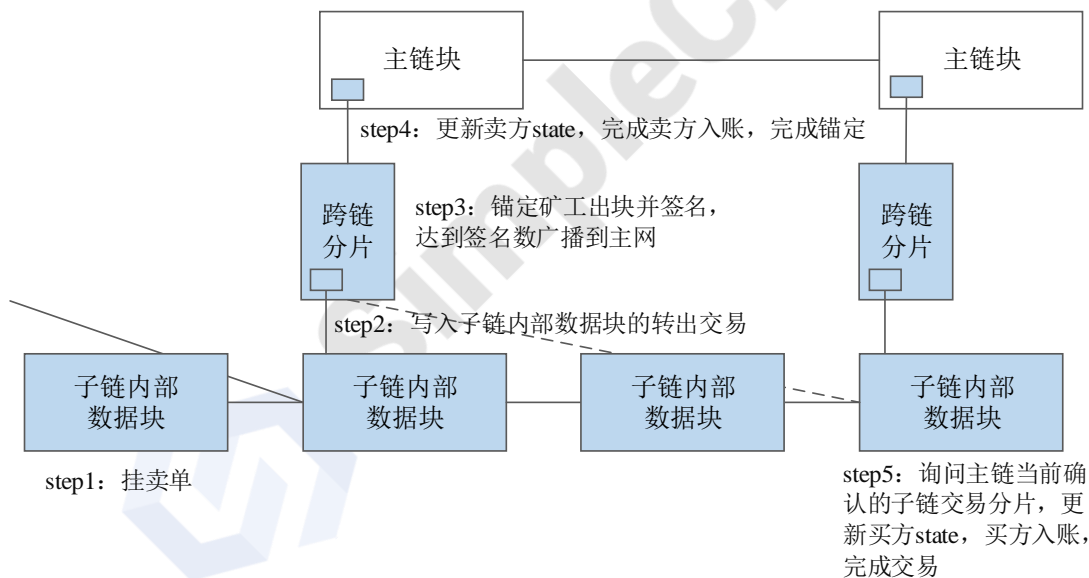 主链块
主链块
step4：更新卖方state，完成卖方入账，完成锚定
跨链
分片
step3：锚定矿工出块并签名，
达到签名数广播到主网
跨链
分片
step2：写入子链内部数据块的转出交易
子链内部
数据块
子链内部
数据块
子链内部
数据块
子链内部
数据块
step1：挂卖单
step5：询问主链当前确
认的子链交易分片，更
新买方state，买方入账，
完成交易